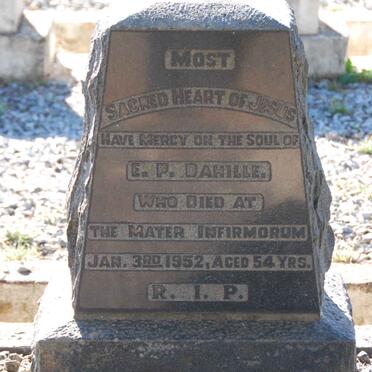 MOST
SACRED HEART OF JESUS
HAVE MERCY ON THE SOUL OF
E. P. DAHILLE.
WHO DIED AT
THE MATER INFIRMORUM
JAN. 3RD 1952, AGED 54 YRS.
R. I. P.